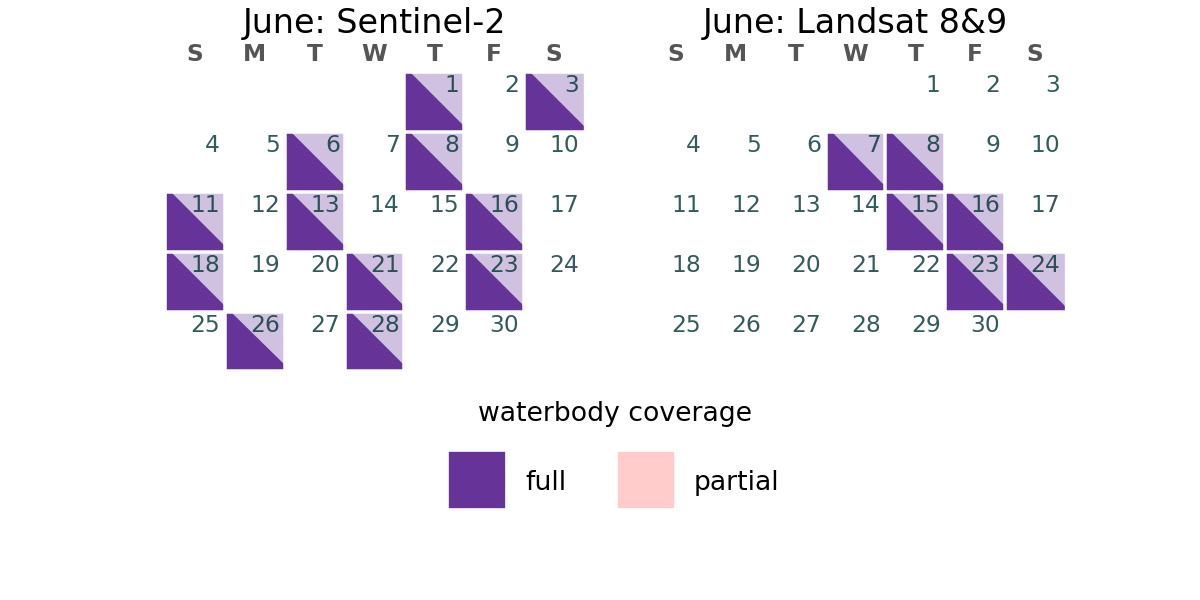 June: Sentinel-2
S M T W T F S
1 2 3
4 5 6 7 8 9 10
11 12 13 14 15 16 17
18 19 20 21 22 23 24
25 26 27 28 29 30
June: Landsat 8&9
S M T W T F S
1 2 3
4 5 6 7 8 9 10
11 12 13 14 15 16 17
18 19 20 21 22 23 24
25 26 27 28 29 30
waterbody coverage
full partial